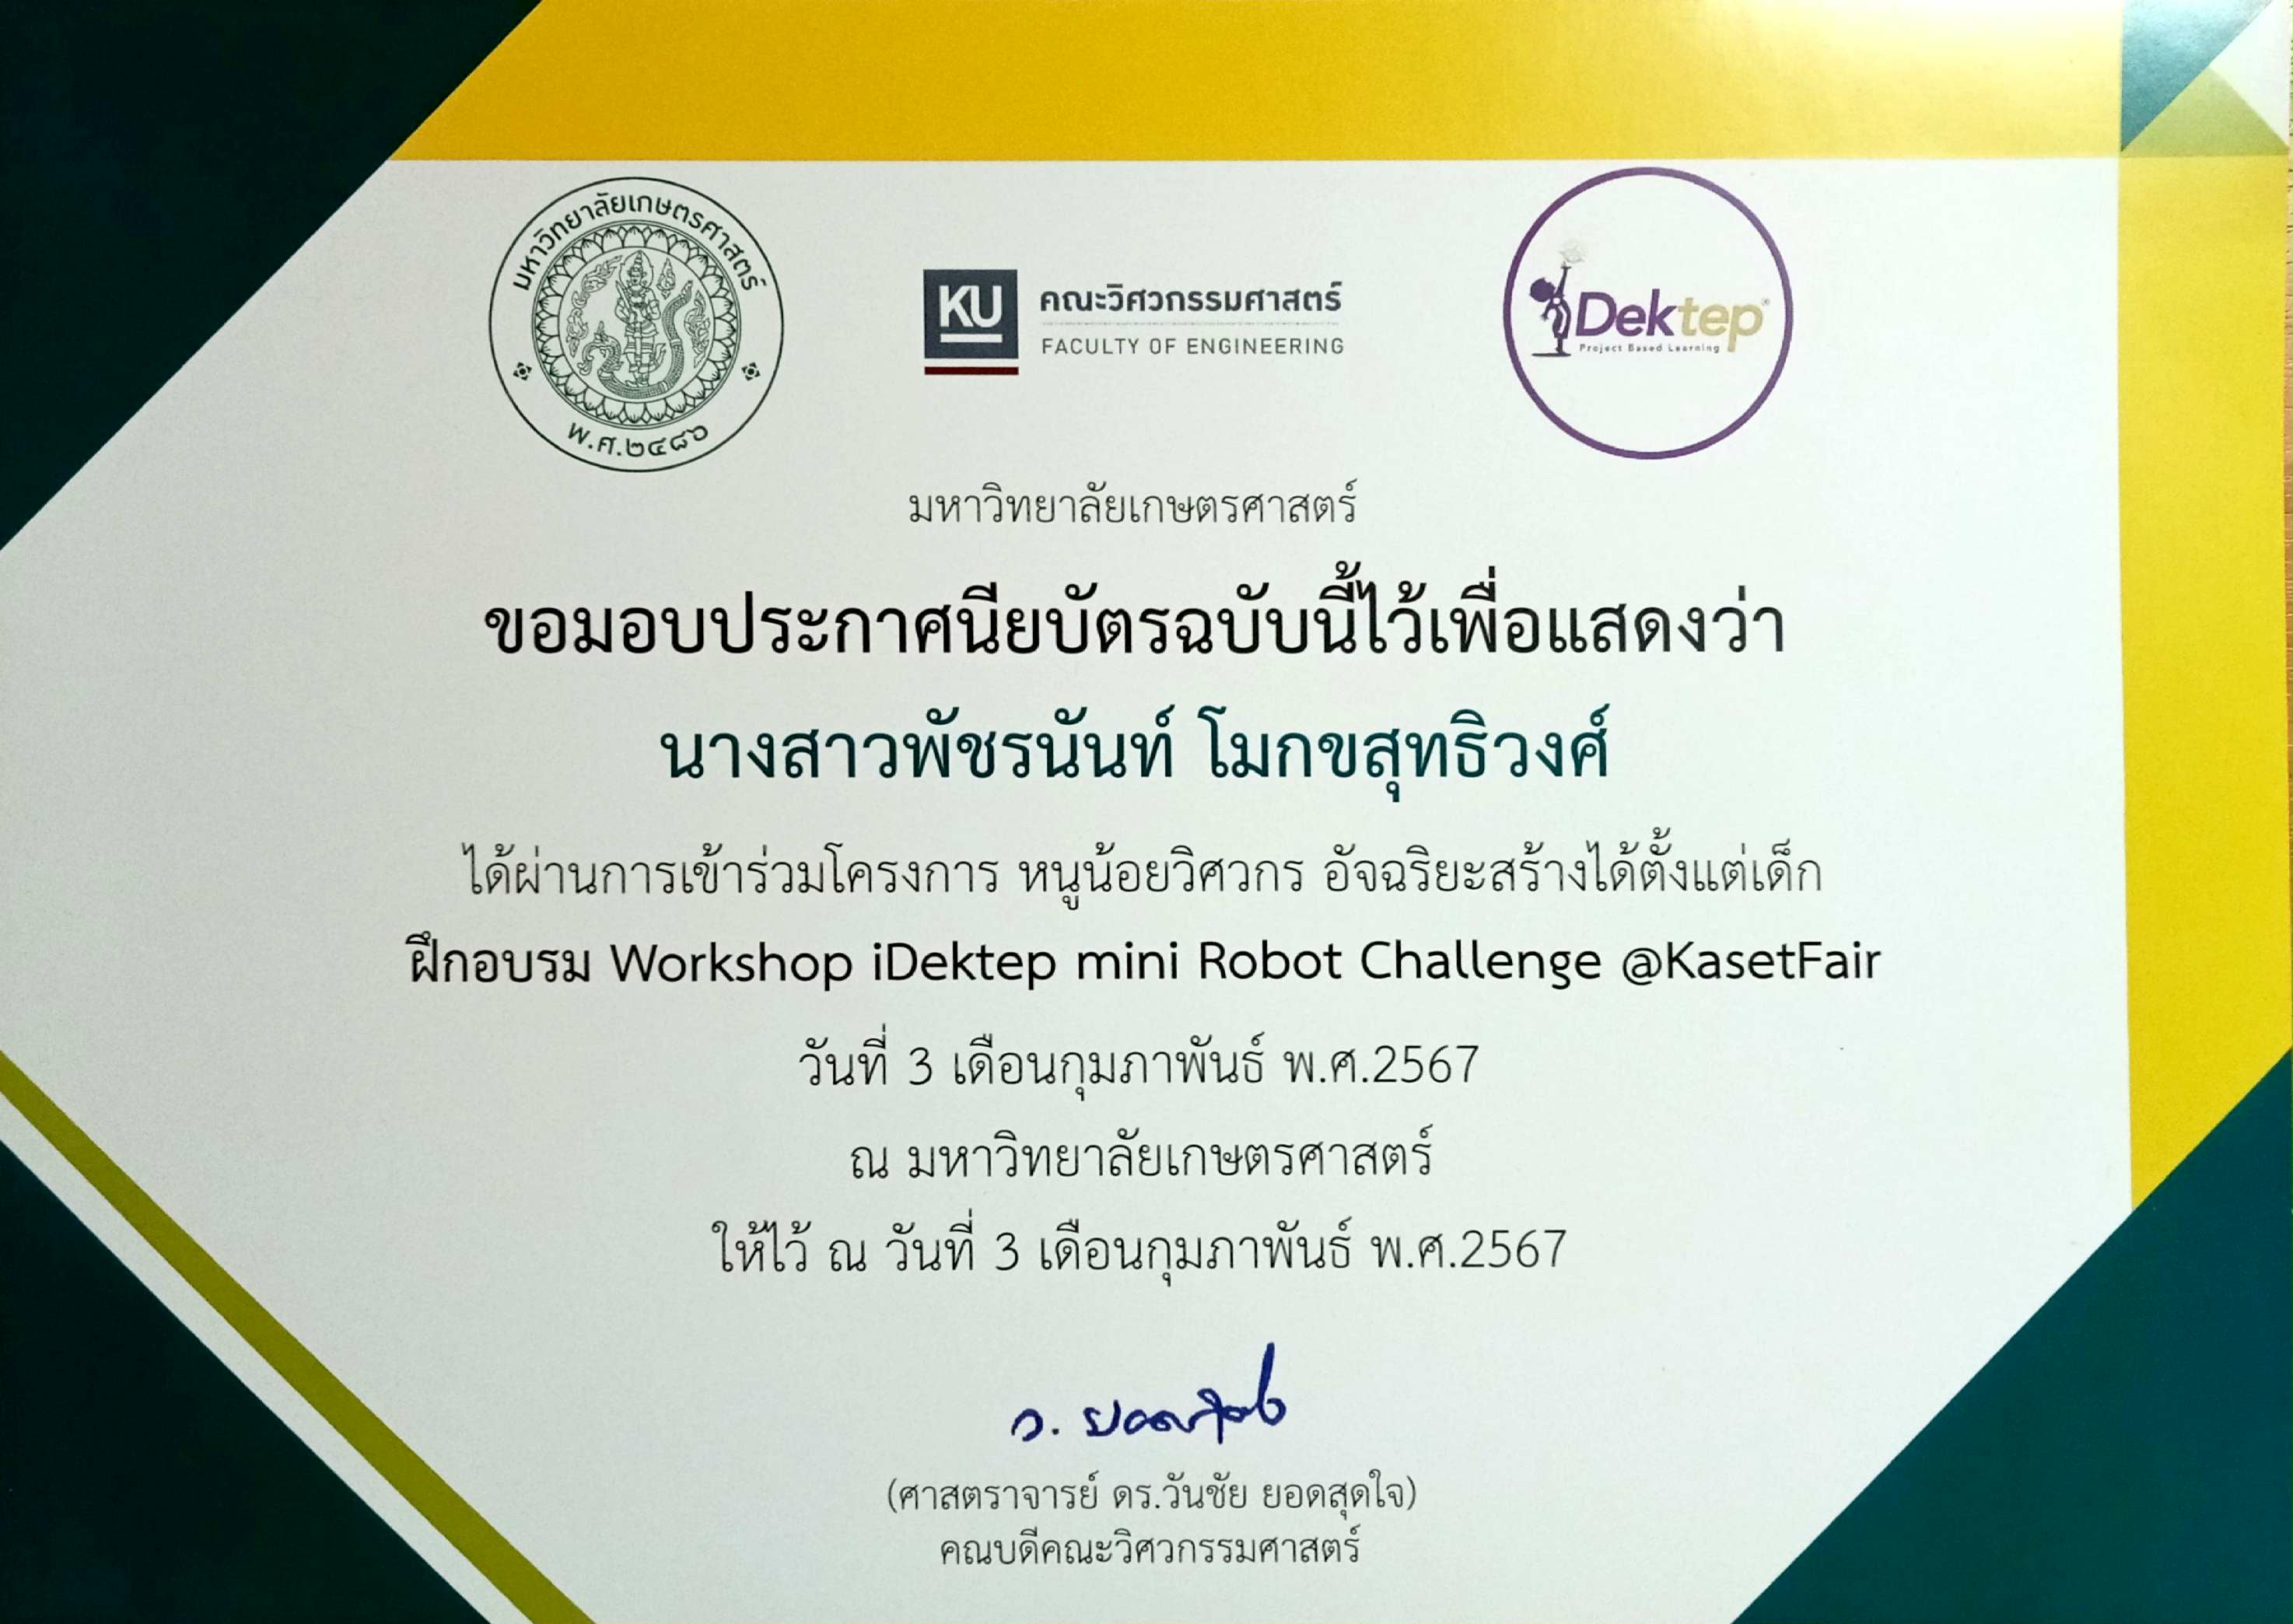 มหาวิทยาลัยเกษตรศาสตร์
พ.ศ.๒๔๘๖
KU
คณะวิศวกรรมศาสตร์
FACULTY OF ENGINEERING
iDektep®
Project Based Learning
มหาวิทยาลัยเกษตรศาสตร์
ขอมอบประกาศนียบัตรฉบับนี้ไว้เพื่อแสดงว่า
นางสาวพัชรนันท์ โมกขสุทธิวงศ์
ได้ผ่านการเข้าร่วมโครงการ หนูน้อยวิศวกร อัจฉริยะสร้างได้ตั้งแต่เด็ก
ฝึกอบรม Workshop iDektep mini Robot Challenge @KasetFair
วันที่ 3 เดือนกุมภาพันธ์ พ.ศ.2567
ณ มหาวิทยาลัยเกษตรศาสตร์
ให้ไว้ ณ วันที่ 3 เดือนกุมภาพันธ์ พ.ศ.2567
ว. ยอดสุดใจ
(ศาสตราจารย์ ดร.วันชัย ยอดสุดใจ)
คณบดีคณะวิศวกรรมศาสตร์